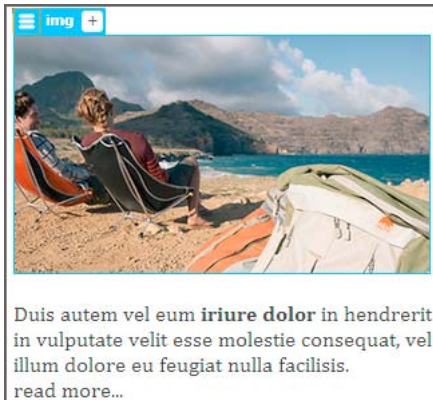 img +
Duis autem vel eum iriure dolor in hendrerit
in vulputate velit esse molestie consequat, vel
illum dolore eu feugiat nulla facilisis.
read more...